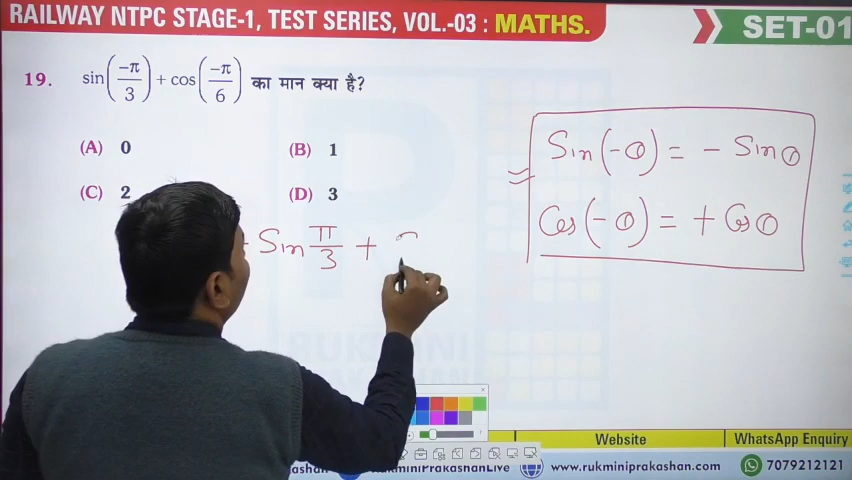 RAILWAY NTPC STAGE-1, TEST SERIES, VOL.-03 : MATHS.
SET-01
19. sin(-π/3) + cos(-π/6) का मान क्या है?
(A) 0
(B) 1
(C) 2
(D) 3
Sin(-θ) = - Sinθ
Cos(-θ) = + Cosθ
- Sin π/3 +
Website
WhatsApp Enquiry
RukminiPrakashanLive
www.rukminiprakashan.com
7079212121